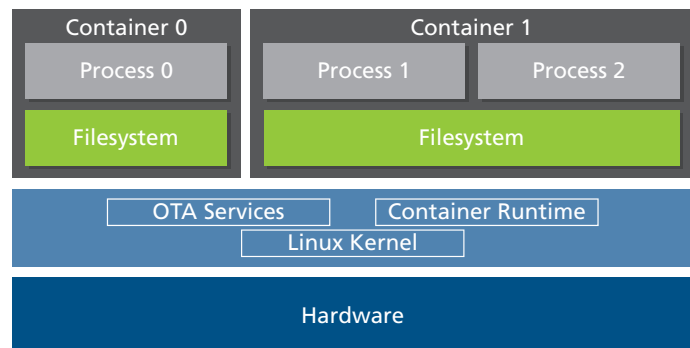 Container 0
Container 1
Process 0
Process 1
Process 2
Filesystem
Filesystem
OTA Services
Container Runtime
Linux Kernel
Hardware